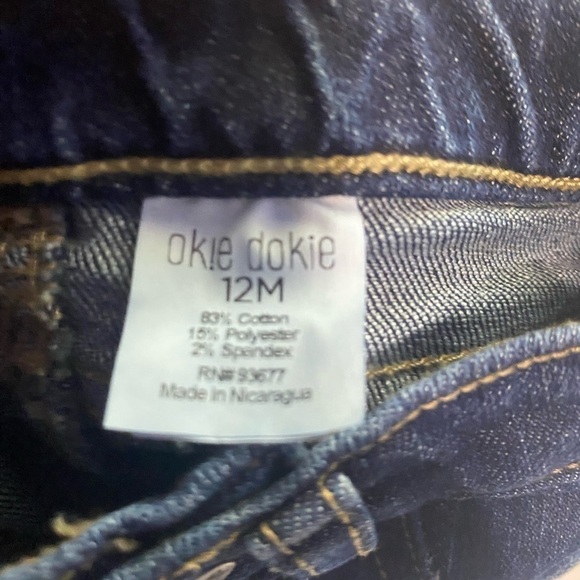 okie dokie
12M
83% Cotton
15% Polyester
2% Spandex
RN# 93677
Made in Nicaragua